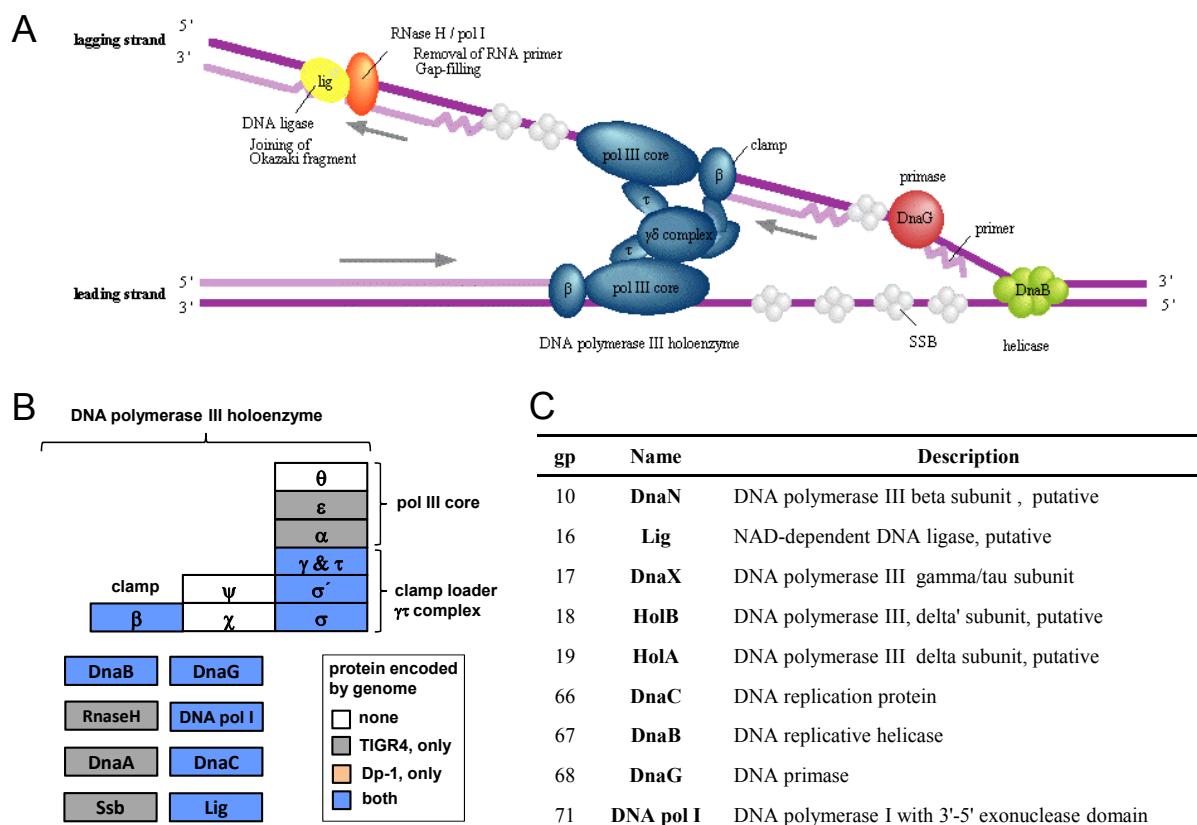 A
lagging strand
5'
3'
lig
RNase H / pol I
Removal of RNA primer
Gap-filling
DNA ligase
Joining of
Okazaki fragment
pol III core
clamp
β
τ
γδ complex
τ
primase
DnaG
primer
5'
leading strand
3'
β
pol III core
DnaB
3'
5'
DNA polymerase III holoenzyme
SSB
helicase
B
DNA polymerase III holoenzyme
θ
ε
pol III core
α
γ & τ
clamp
ψ
σ´
clamp loader
γτ complex
β
χ
σ
DnaB
DnaG
RnaseH
DNA pol I
DnaA
DnaC
Ssb
Lig
protein encoded
by genome
none
TIGR4, only
Dp-1, only
both
C
gp Name Description
10 DnaN DNA polymerase III beta subunit , putative
16 Lig NAD-dependent DNA ligase, putative
17 DnaX DNA polymerase III gamma/tau subunit
18 HolB DNA polymerase III, delta' subunit, putative
19 HolA DNA polymerase III delta subunit, putative
66 DnaC DNA replication protein
67 DnaB DNA replicative helicase
68 DnaG DNA primase
71 DNA pol I DNA polymerase I with 3'-5' exonuclease domain